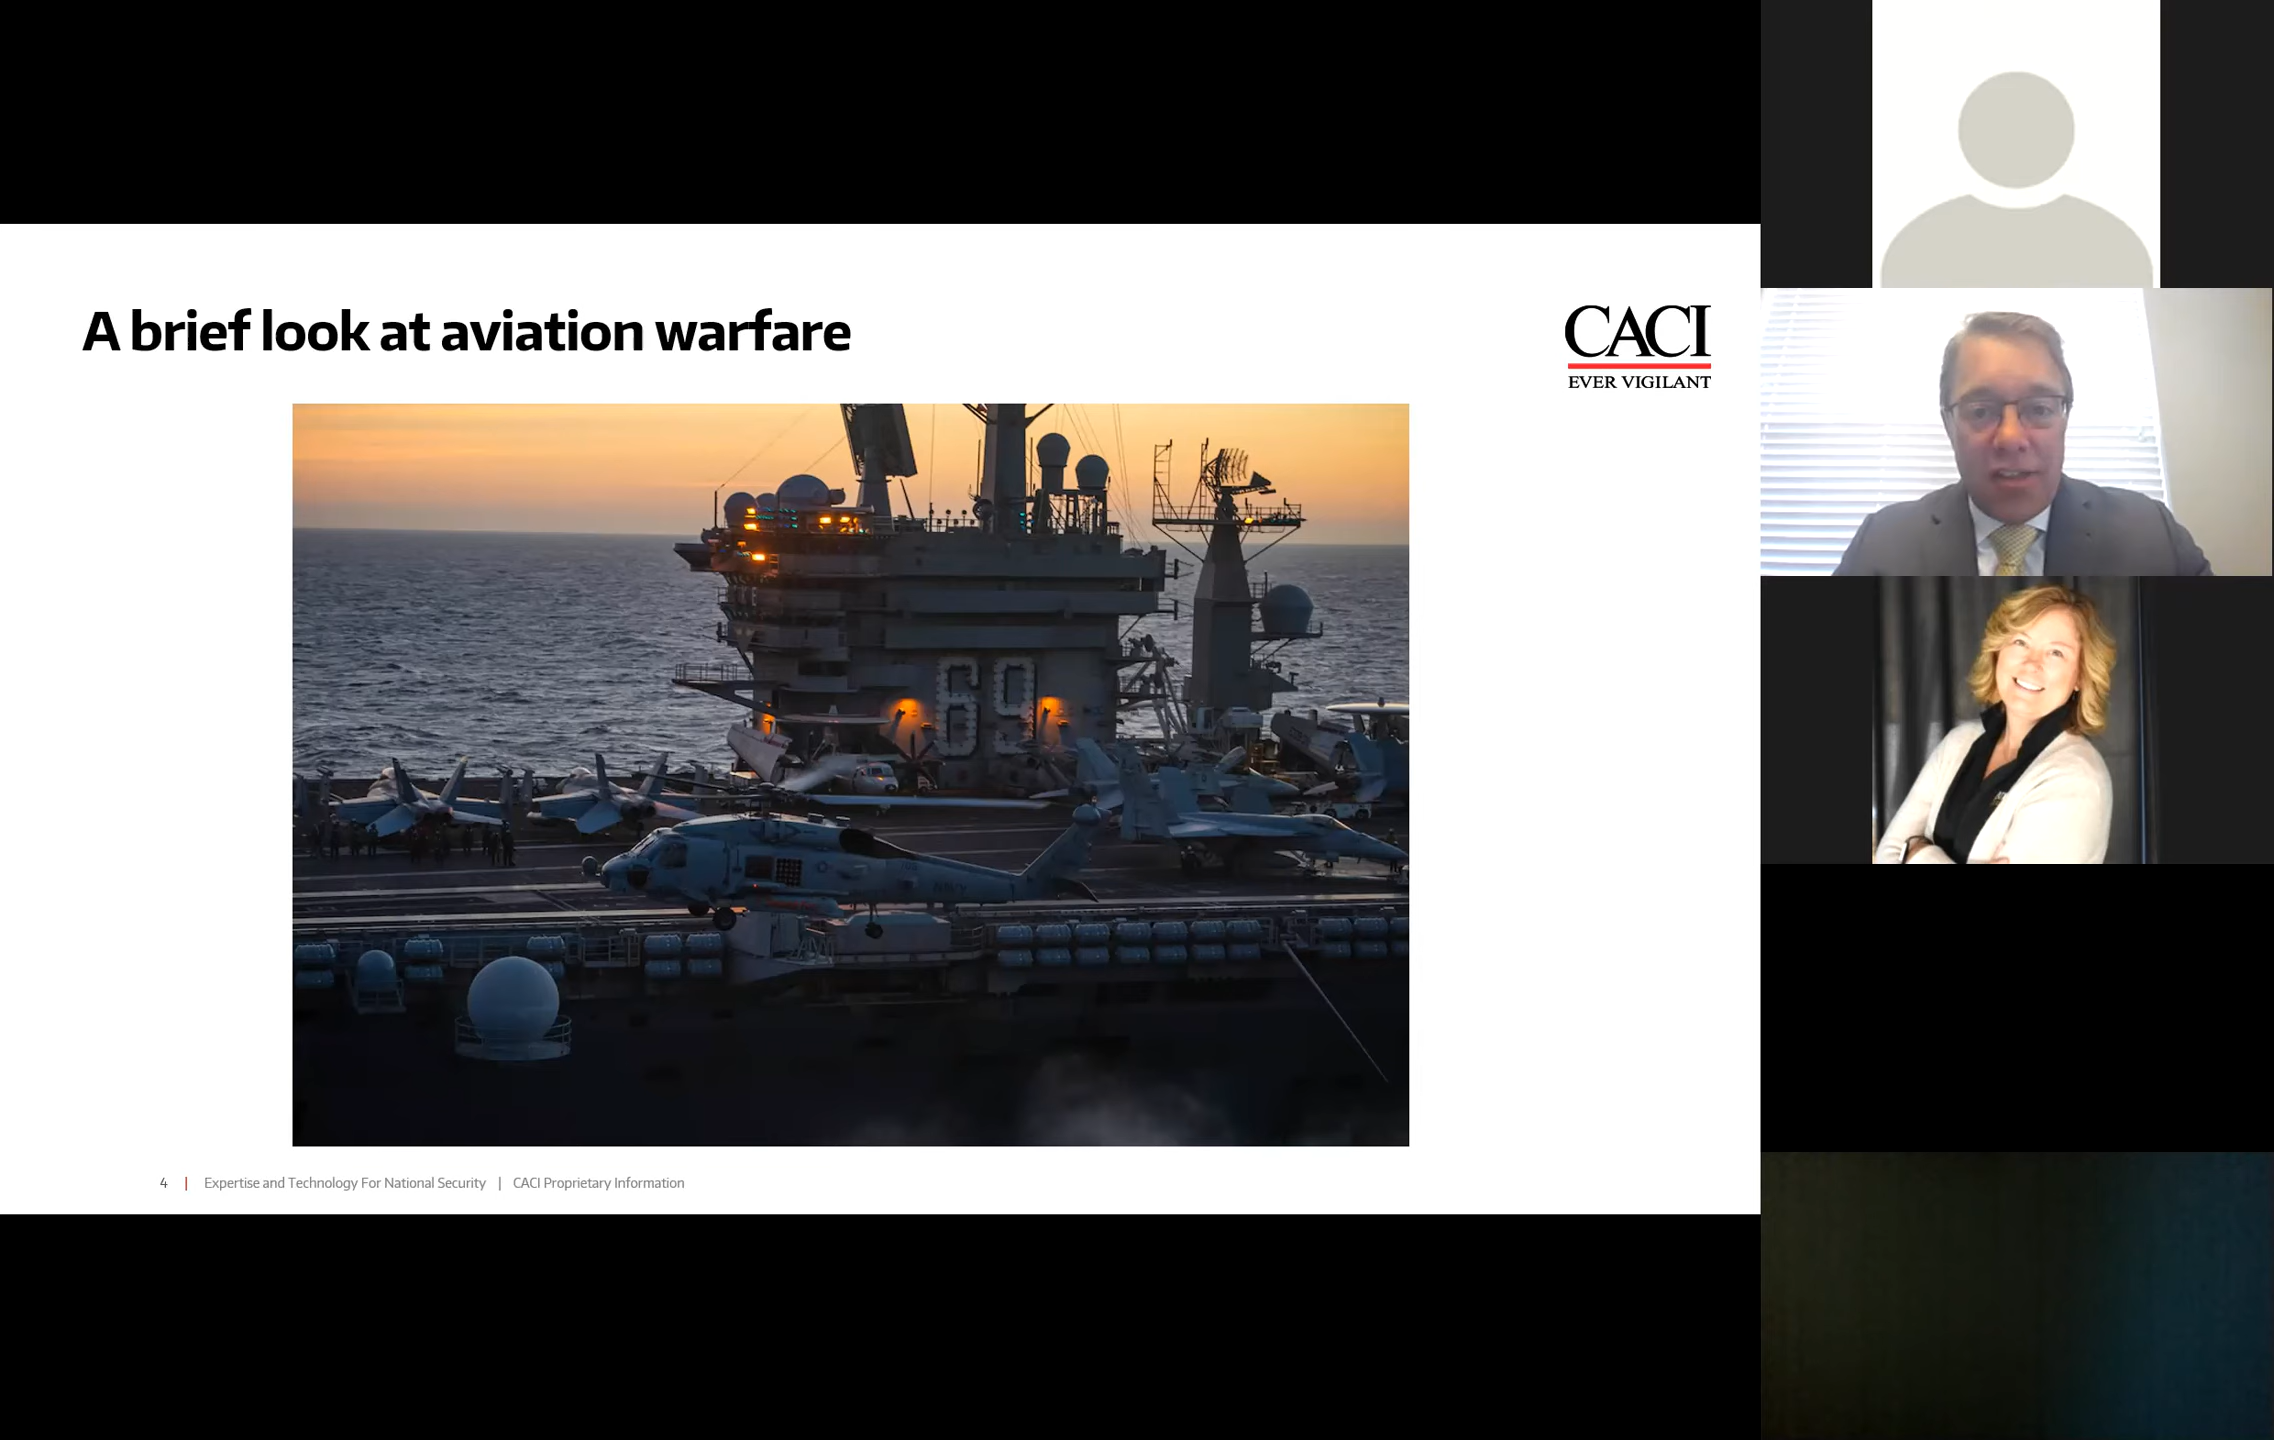 A brief look at aviation warfare
CACI
EVER VIGILANT
69
NAVY
4 | Expertise and Technology For National Security | CACI Proprietary Information